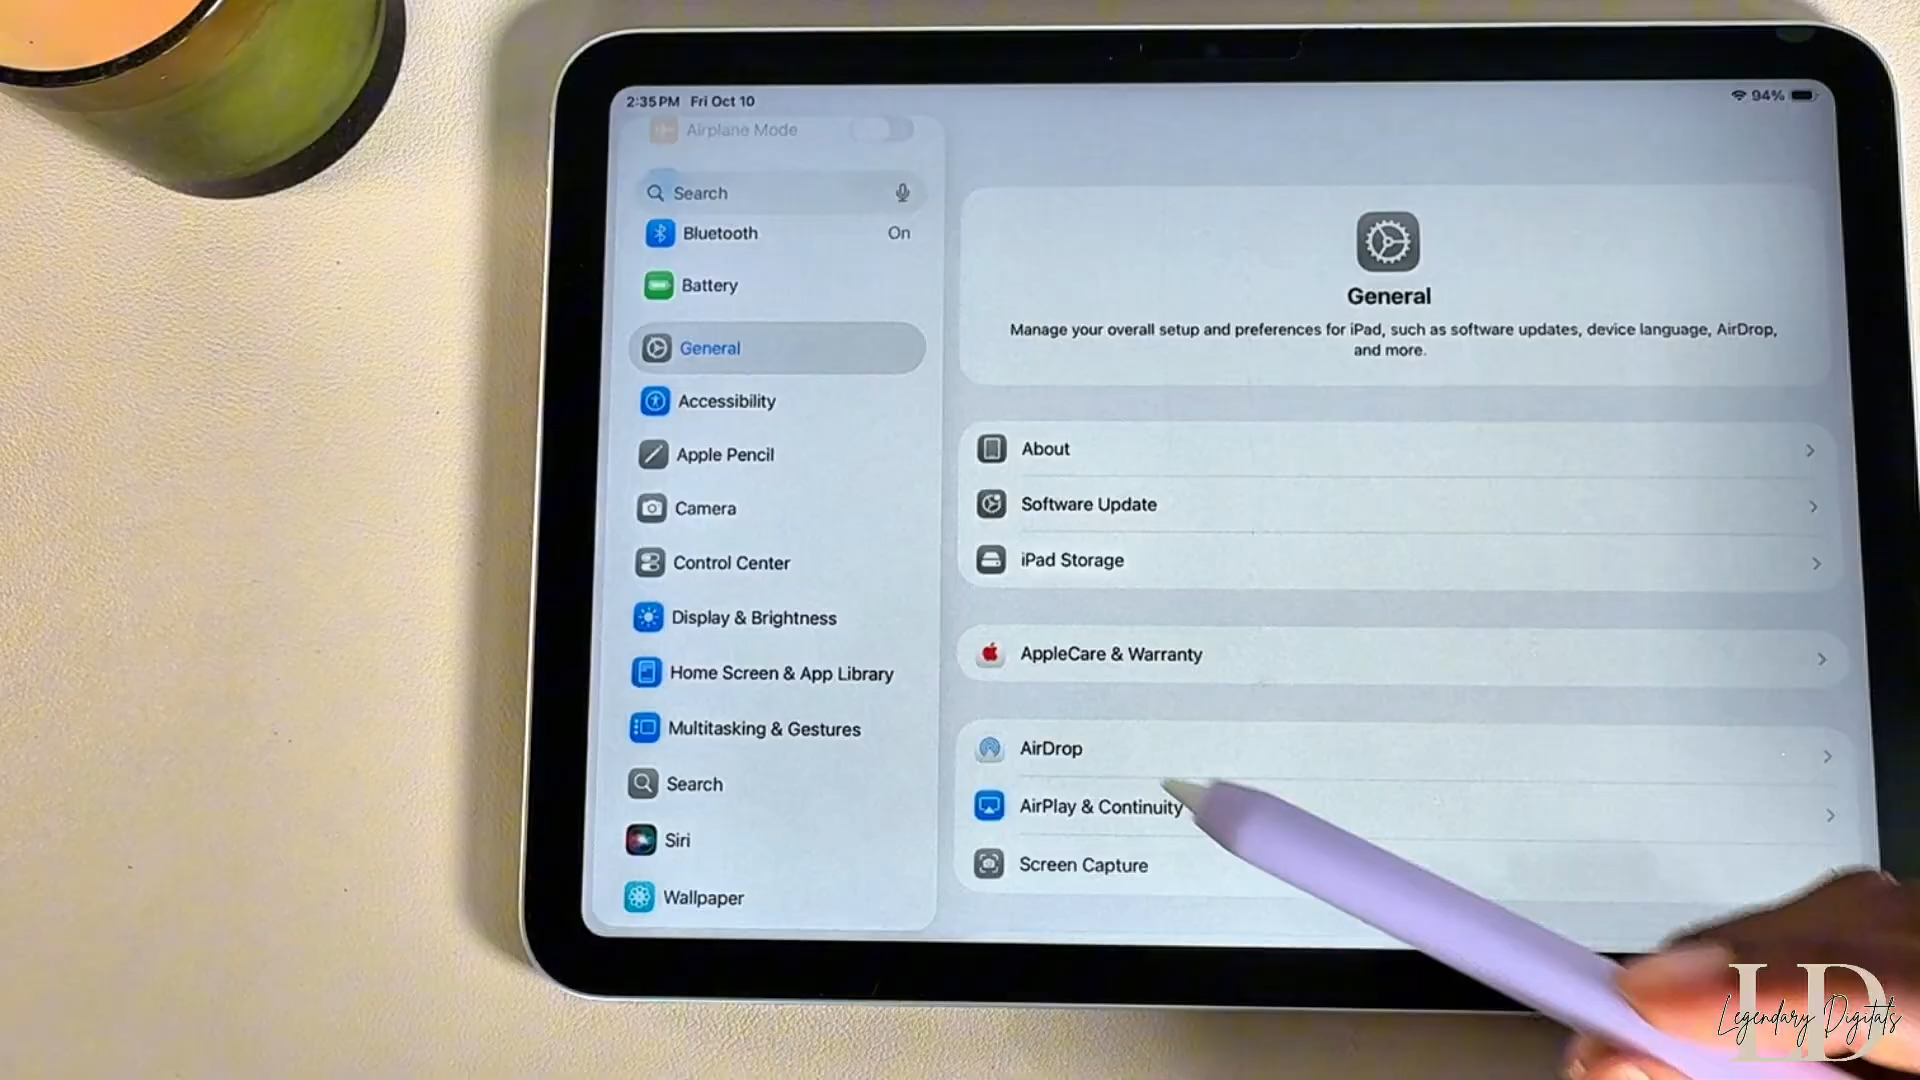 2:35 PM Fri Oct 10
94%
Airplane Mode
Search
Bluetooth On
Battery
General
Accessibility
Apple Pencil
Camera
Control Center
Display & Brightness
Home Screen & App Library
Multitasking & Gestures
Search
Siri
Wallpaper
General
Manage your overall setup and preferences for iPad, such as software updates, device language, AirDrop,
and more.
About
Software Update
iPad Storage
AppleCare & Warranty
AirDrop
AirPlay & Continuity
Screen Capture
LD
Legendary Digitals